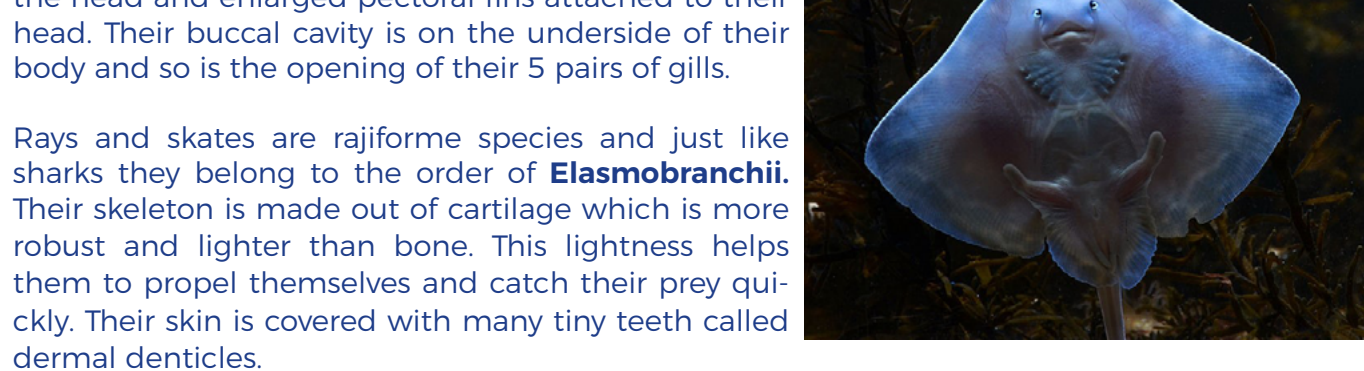 the head and enlarged pectoral fins attached to their
head. Their buccal cavity is on the underside of their
body and so is the opening of their 5 pairs of gills.
Rays and skates are rajiforme species and just like
sharks they belong to the order of Elasmobranchii.
Their skeleton is made out of cartilage which is more
robust and lighter than bone. This lightness helps
them to propel themselves and catch their prey qui-
ckly. Their skin is covered with many tiny teeth called
dermal denticles.